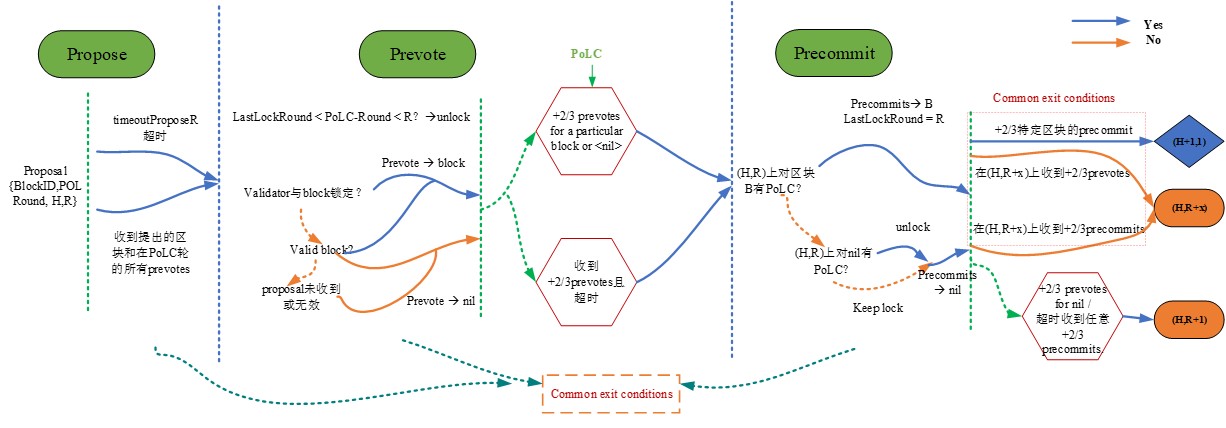 Propose
Prevote
Precommit
Yes
No
PoLC
timeoutProposeR
超时
Proposal
{BlockID,POL
Round, H,R}
收到提出的区
块和在PoLC轮
的所有prevotes
LastLockRound < PoLC-Round < R? →unlock
Prevote → block
Validator与block锁定？
Valid block?
proposal未收到
或无效
Prevote → nil
+2/3 prevotes
for a particular
block or <nil>
收到
+2/3prevotes且
超时
(H,R)上对区块
B有PoLC?
Precommits→ B
LastLockRound = R
(H,R)上对nil有
PoLC?
unlock
Precommits
→ nil
Keep lock
Common exit conditions
+2/3特定区块的precommit
(H+1,1)
在(H,R+x)上收到+2/3prevotes
(H,R+x)
在(H,R+x)上收到+2/3precommits
+2/3 prevotes
for nil /
超时收到任意
+2/3
precommits
(H,R+1)
Common exit conditions